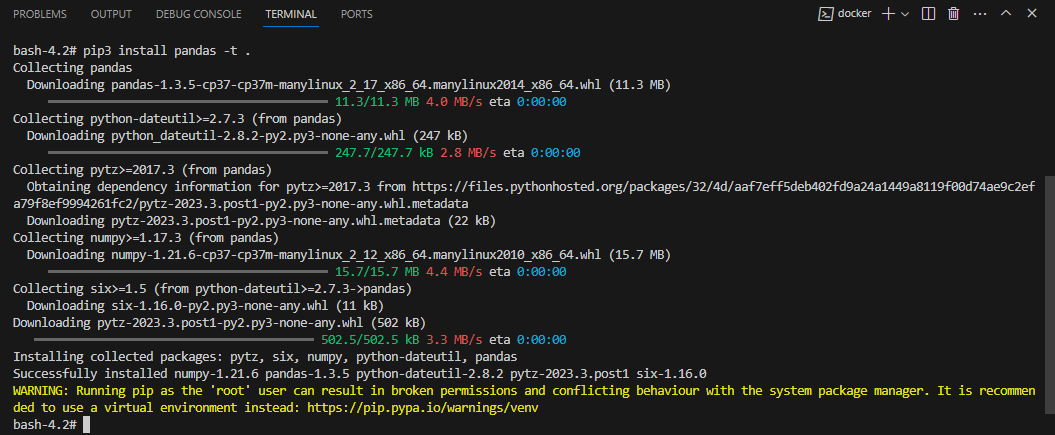 PROBLEMS OUTPUT DEBUG CONSOLE TERMINAL PORTS docker
bash-4.2# pip3 install pandas -t .
Collecting pandas
Downloading pandas-1.3.5-cp37-cp37m-manylinux_2_17_x86_64.manylinux2014_x86_64.whl (11.3 MB)
11.3/11.3 MB 4.0 MB/s eta 0:00:00
Collecting python-dateutil>=2.7.3 (from pandas)
Downloading python_dateutil-2.8.2-py2.py3-none-any.whl (247 kB)
247.7/247.7 kB 2.8 MB/s eta 0:00:00
Collecting pytz>=2017.3 (from pandas)
Obtaining dependency information for pytz>=2017.3 from https://files.pythonhosted.org/packages/32/4d/aaf7eff5deb402fd9a24a1449a8119f00d74ae9c2ef
a79f8ef9994261fc2/pytz-2023.3.post1-py2.py3-none-any.whl.metadata
Downloading pytz-2023.3.post1-py2.py3-none-any.whl.metadata (22 kB)
Collecting numpy>=1.17.3 (from pandas)
Downloading numpy-1.21.6-cp37-cp37m-manylinux_2_12_x86_64.manylinux2010_x86_64.whl (15.7 MB)
15.7/15.7 MB 4.4 MB/s eta 0:00:00
Collecting six>=1.5 (from python-dateutil>=2.7.3->pandas)
Downloading six-1.16.0-py2.py3-none-any.whl (11 kB)
Downloading pytz-2023.3.post1-py2.py3-none-any.whl (502 kB)
502.5/502.5 kB 3.3 MB/s eta 0:00:00
Installing collected packages: pytz, six, numpy, python-dateutil, pandas
Successfully installed numpy-1.21.6 pandas-1.3.5 python-dateutil-2.8.2 pytz-2023.3.post1 six-1.16.0
WARNING: Running pip as the 'root' user can result in broken permissions and conflicting behaviour with the system package manager. It is recommen
ded to use a virtual environment instead: https://pip.pypa.io/warnings/venv
bash-4.2#